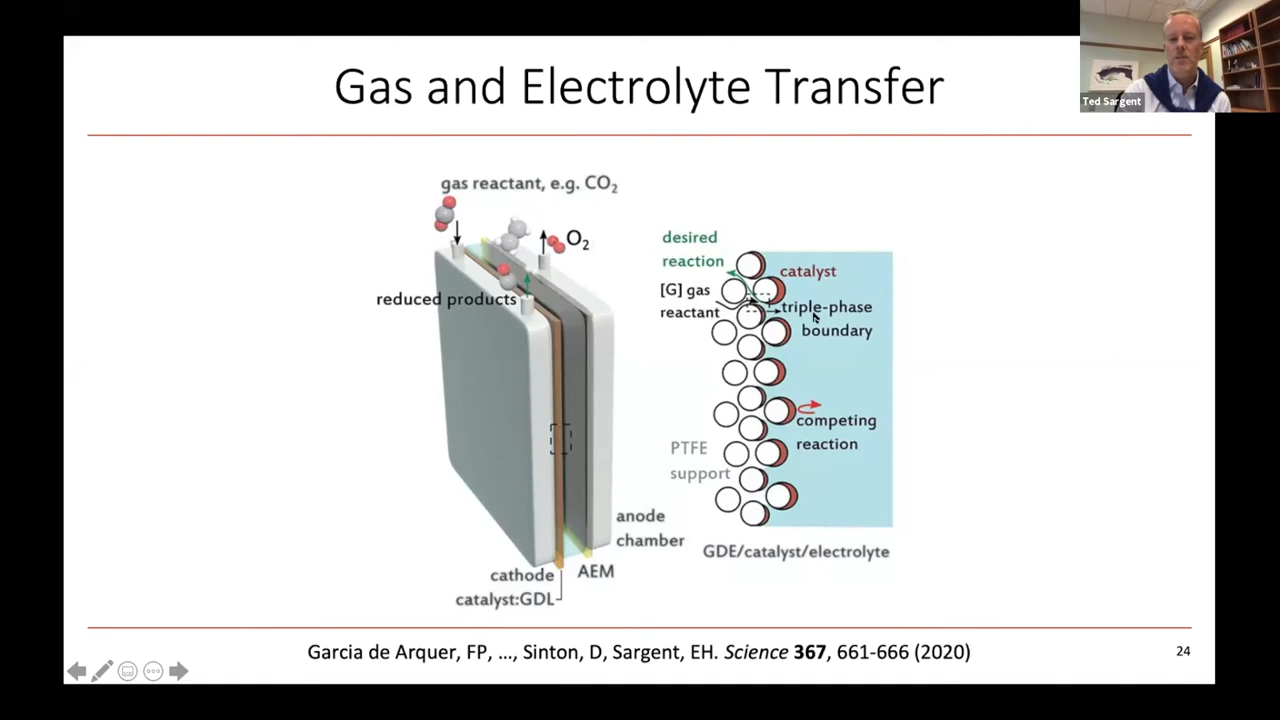 Ted Sargent
Gas and Electrolyte Transfer
gas reactant, e.g. CO₂
O₂
reduced products
anode
chamber
cathode
AEM
catalyst:GDL
desired
reaction
catalyst
[G] gas
reactant
triple-phase
boundary
competing
reaction
PTFE
support
GDE/catalyst/electrolyte
Garcia de Arquer, FP, ..., Sinton, D, Sargent, EH. Science 367, 661-666 (2020)
24